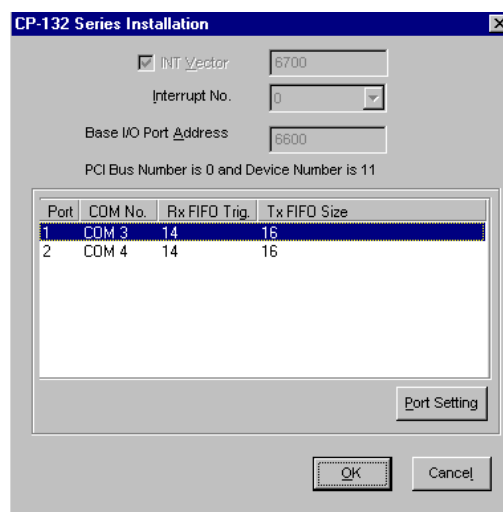 CP-132 Series Installation
INT Vector 6700
Interrupt No. 0
Base I/O Port Address 6600
PCI Bus Number is 0 and Device Number is 11
Port COM No. Rx FIFO Trig. Tx FIFO Size
1 COM 3 14 16
2 COM 4 14 16
Port Setting
OK Cancel